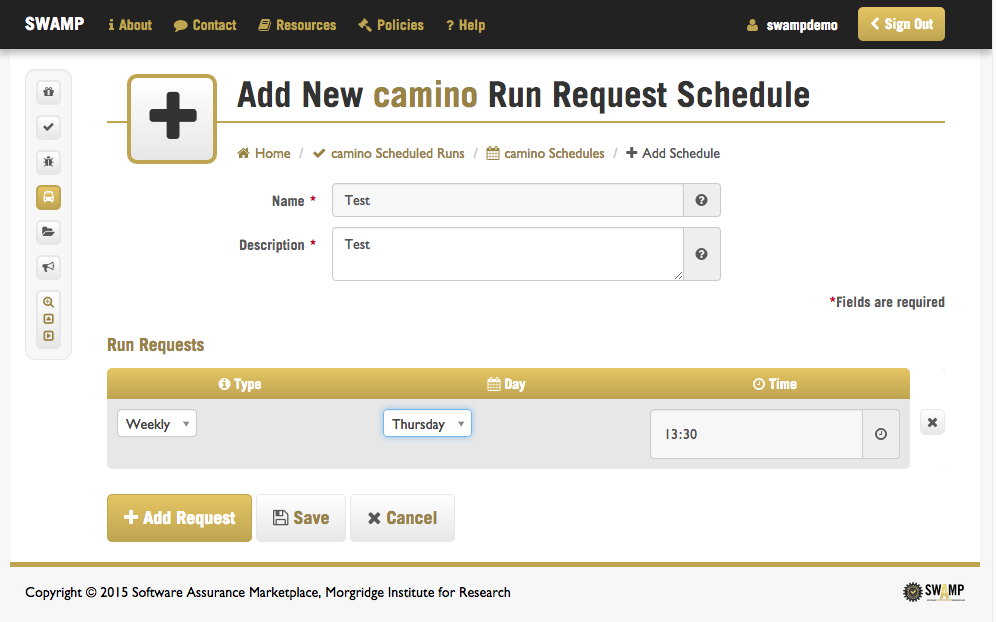 SWAMP About Contact Resources Policies ? Help swampdemo Sign Out
Add New camino Run Request Schedule
Home / camino Scheduled Runs / camino Schedules / Add Schedule
Name * Test
Description * Test
*Fields are required
Run Requests
Type Day Time
Weekly Thursday 13:30
Add Request Save Cancel
Copyright © 2015 Software Assurance Marketplace, Morgridge Institute for Research SWAMP